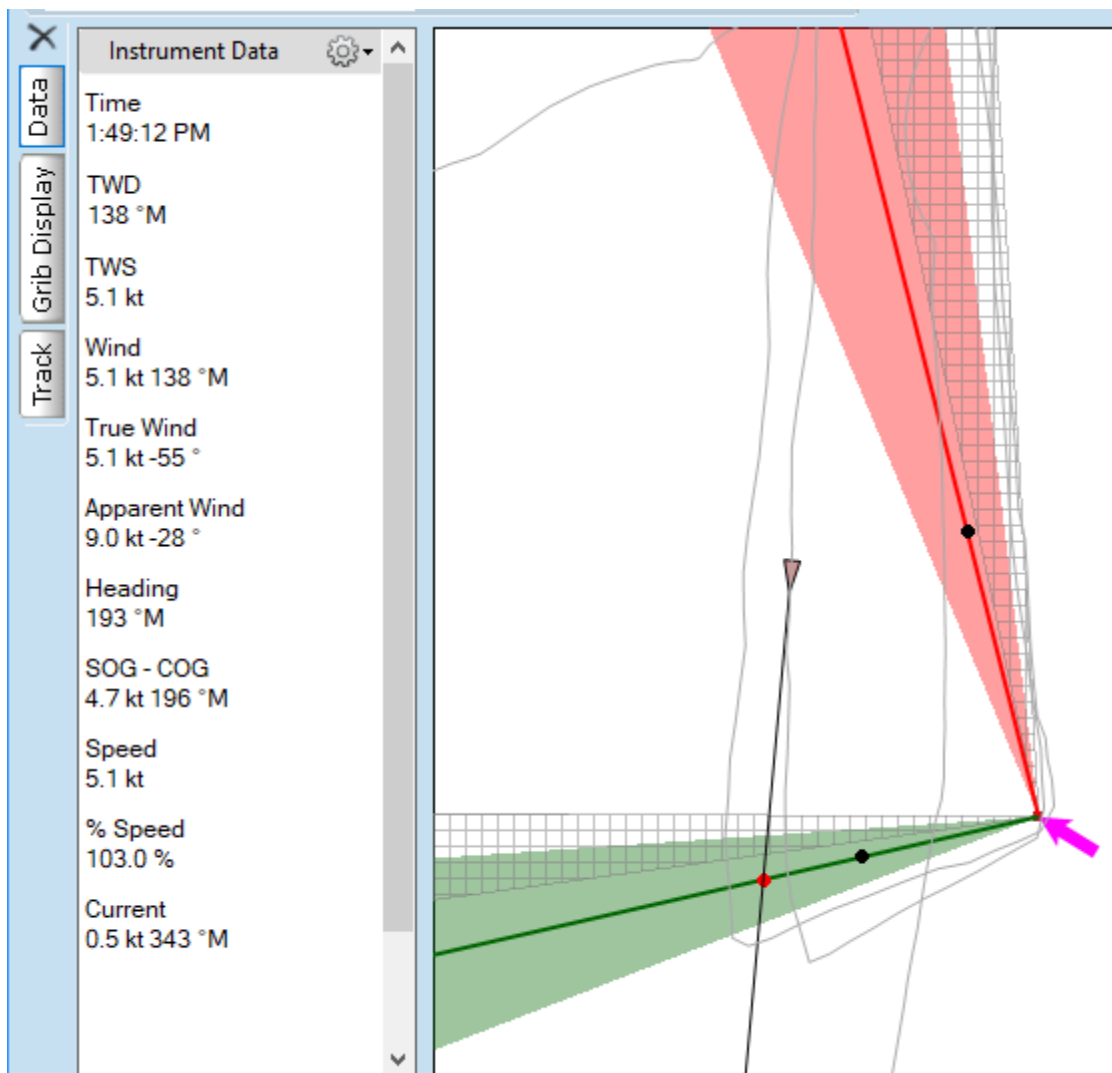 Data
Grib Display
Track
Instrument Data
Time
1:49:12 PM
TWD
138 °M
TWS
5.1 kt
Wind
5.1 kt 138 °M
True Wind
5.1 kt -55 °
Apparent Wind
9.0 kt -28 °
Heading
193 °M
SOG - COG
4.7 kt 196 °M
Speed
5.1 kt
% Speed
103.0 %
Current
0.5 kt 343 °M